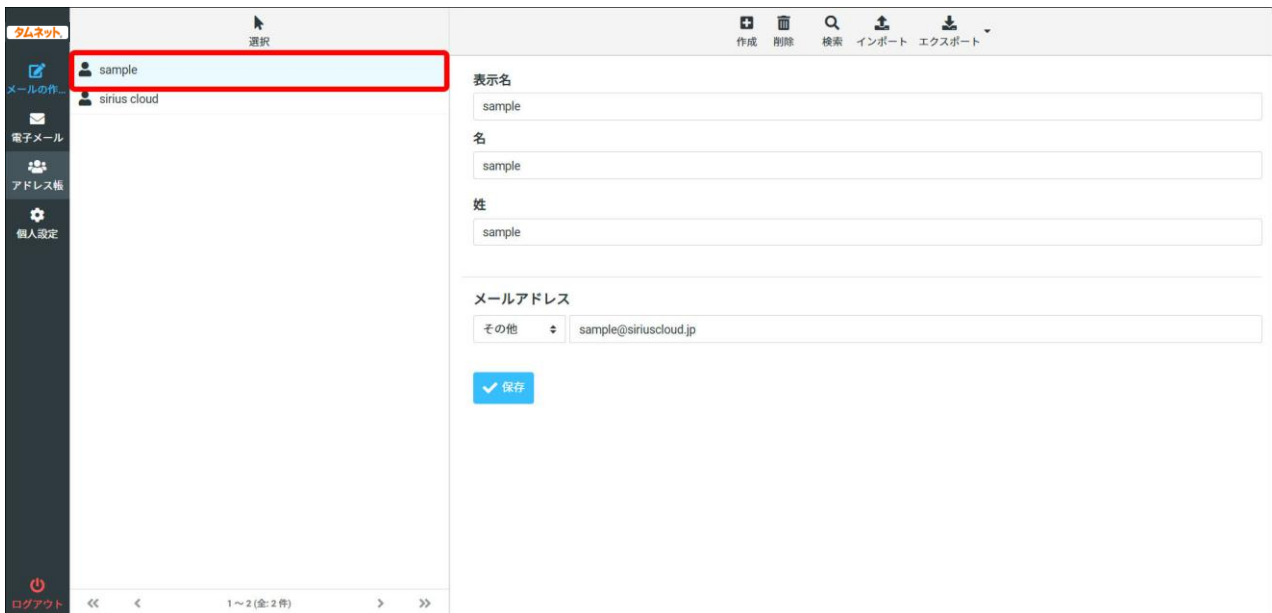 タムネット
メールの作...
電子メール
アドレス帳
個人設定
ログアウト
選択
sample
sirius cloud
1～2 (全: 2 件)
作成
削除
検索
インポート
エクスポート
表示名
sample
名
sample
姓
sample
メールアドレス
その他
sample@siriuscloud.jp
保存